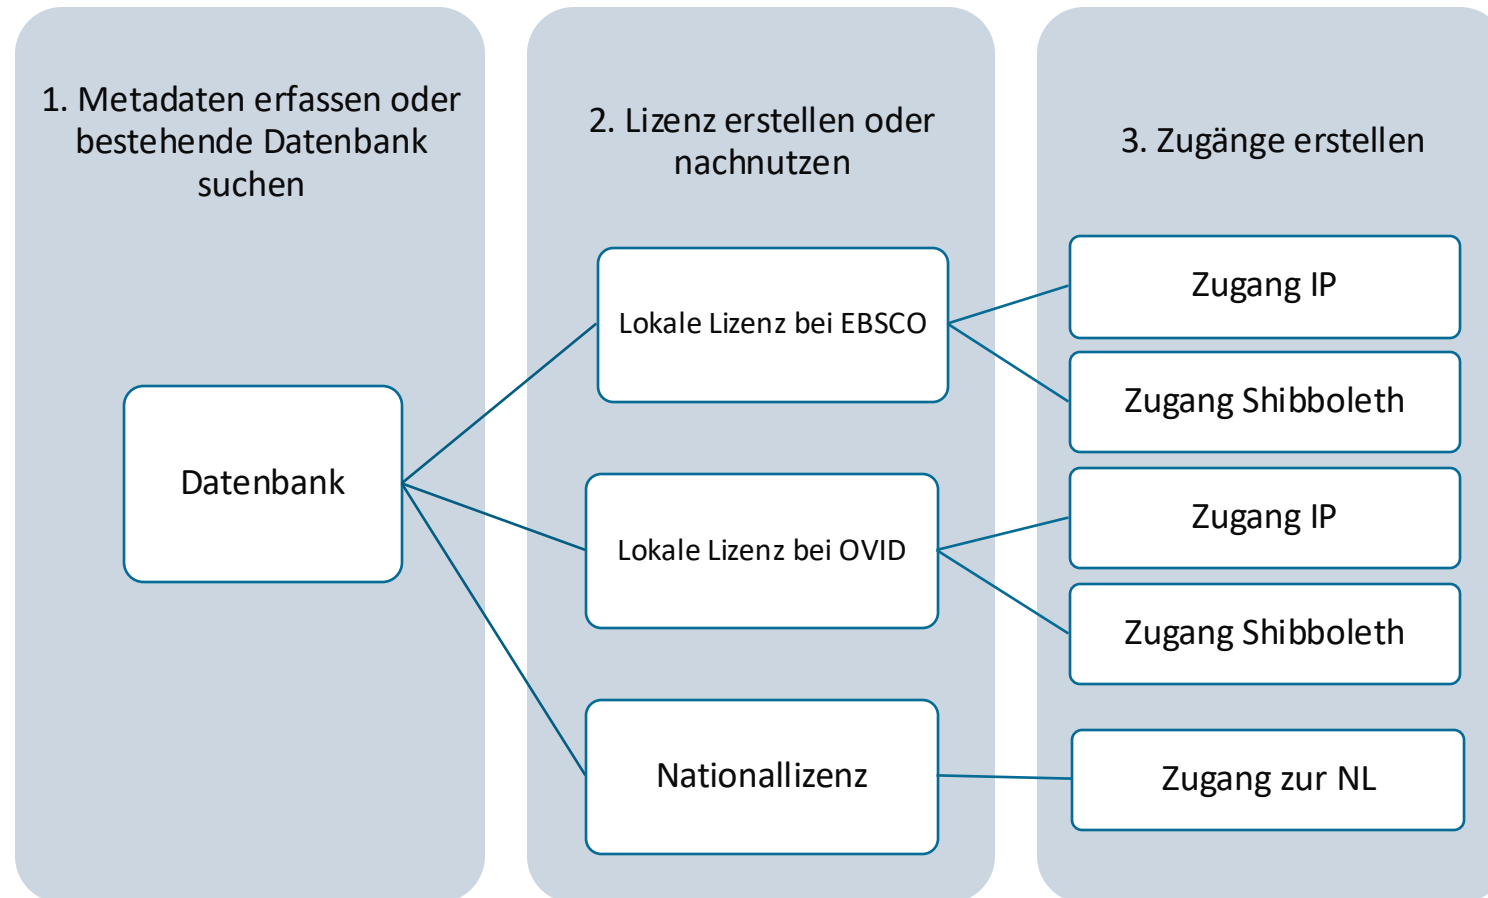 1. Metadaten erfassen oder
bestehende Datenbank
suchen
Datenbank
2. Lizenz erstellen oder
nachnutzen
Lokale Lizenz bei EBSCO
Lokale Lizenz bei OVID
Nationallizenz
3. Zugänge erstellen
Zugang IP
Zugang Shibboleth
Zugang IP
Zugang Shibboleth
Zugang zur NL